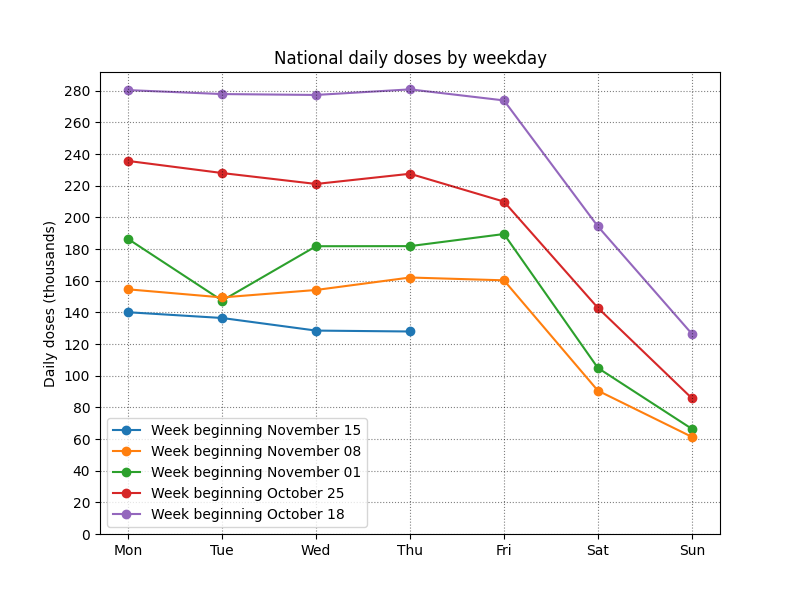 National daily doses by weekday
Daily doses (thousands)
280
260
240
220
200
180
160
140
120
100
80
60
40
20
0
Week beginning November 15
Week beginning November 08
Week beginning November 01
Week beginning October 25
Week beginning October 18
Mon Tue Wed Thu Fri Sat Sun